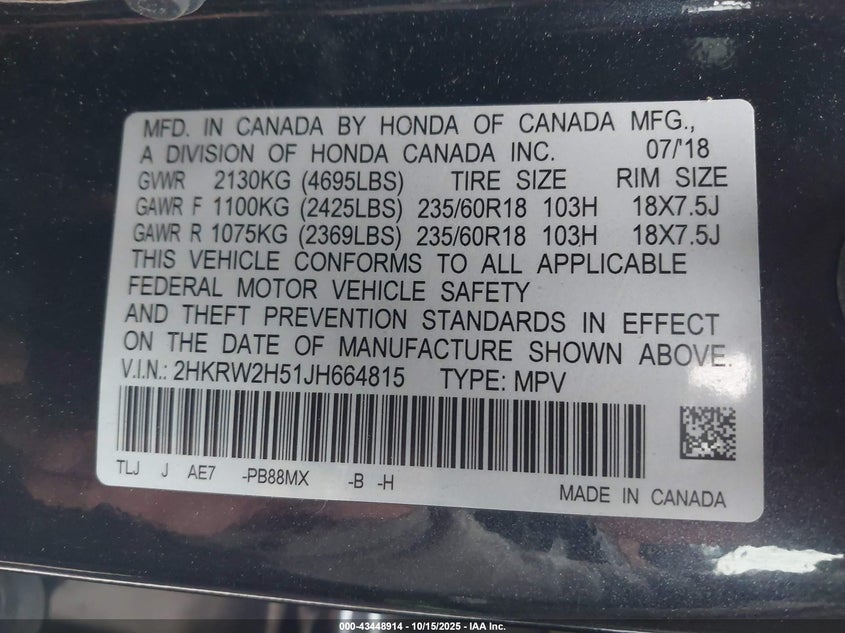 MFD. IN CANADA BY HONDA OF CANADA MFG.,
A DIVISION OF HONDA CANADA INC. 07/'18
GVWR 2130KG (4695LBS) TIRE SIZE RIM SIZE
GAWR F 1100KG (2425LBS) 235/60R18 103H 18X7.5J
GAWR R 1075KG (2369LBS) 235/60R18 103H 18X7.5J
THIS VEHICLE CONFORMS TO ALL APPLICABLE
FEDERAL MOTOR VEHICLE SAFETY
AND THEFT PREVENTION STANDARDS IN EFFECT
ON THE DATE OF MANUFACTURE SHOWN ABOVE.
V.I.N.: 2HKRW2H51JH664815 TYPE: MPV
TLJ J AE7 -PB88MX -B -H
MADE IN CANADA
000-43448914 - 10/15/2025 - IAA Inc.